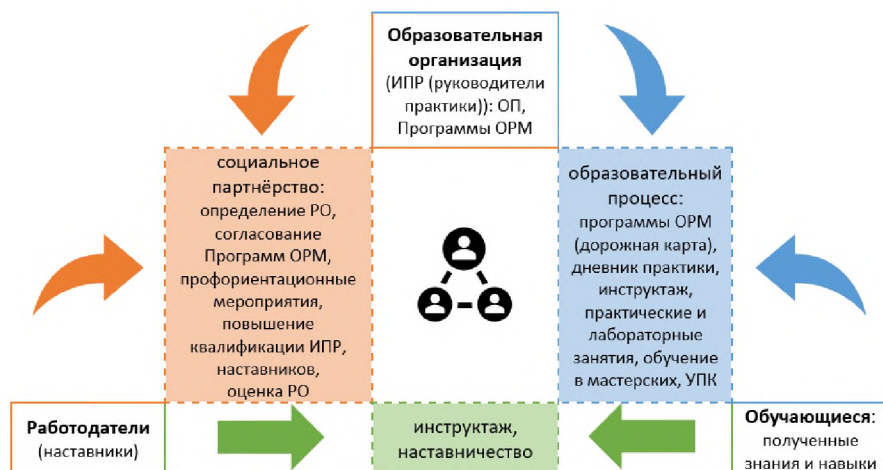 Образовательная
организация
(ИПР (руководители
практики)): ОП,
Программы ОРМ
социальное
партнёрство:
определение РО,
согласование
Программ ОРМ,
профориентационные
мероприятия,
повышение
квалификации ИПР,
наставников,
оценка РО
образовательный
процесс:
программы ОРМ
(дорожная карта),
дневник практики,
инструктаж,
практические и
лабораторные
занятия, обучение
в мастерских, УПК
Работодатели
(наставники)
инструктаж,
наставничество
Обучающиеся:
полученные
знания и навыки